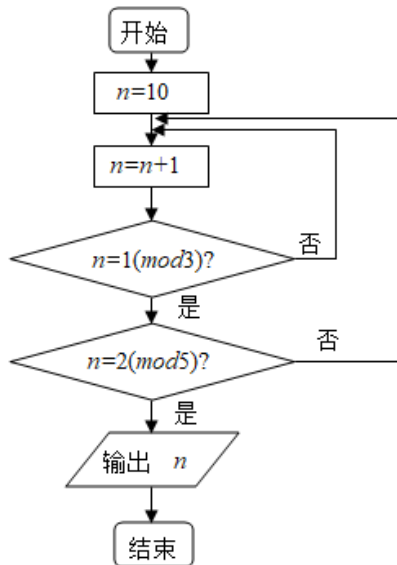 开始
n=10
n=n+1
n=1(mod3)?
否
是
n=2(mod5)?
否
是
输出 n
结束